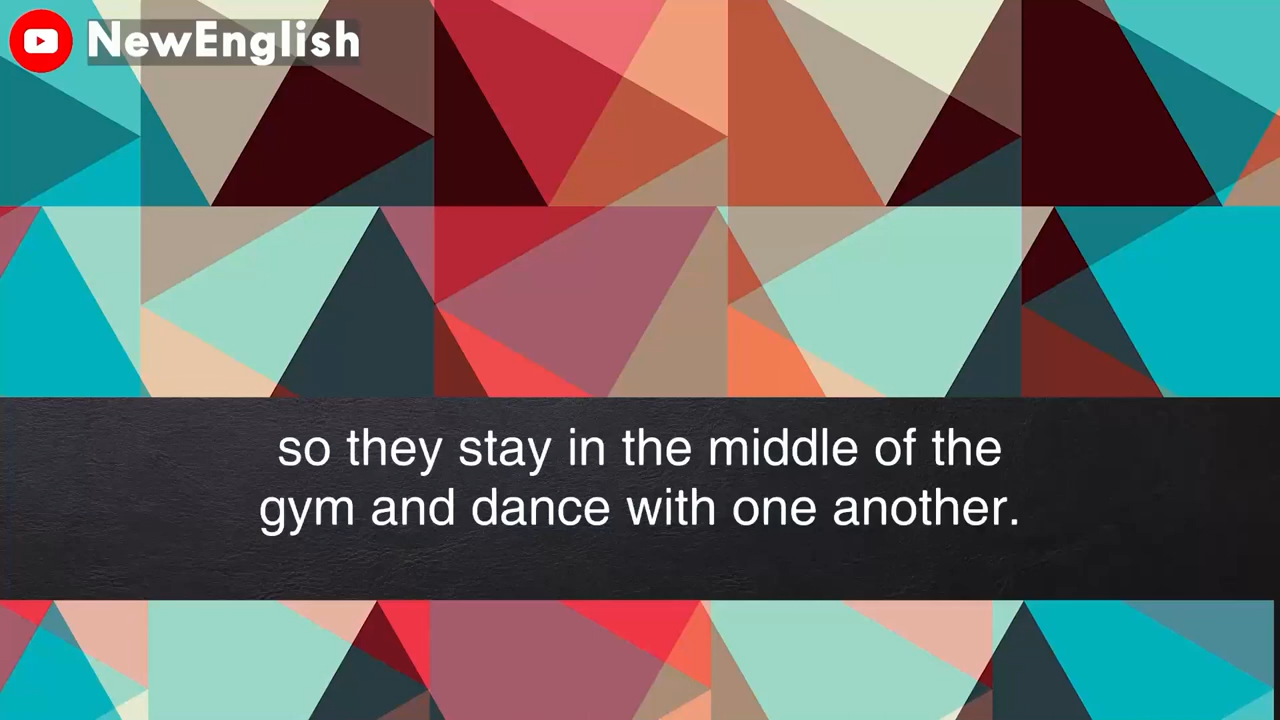 NewEnglish
so they stay in the middle of the
gym and dance with one another.